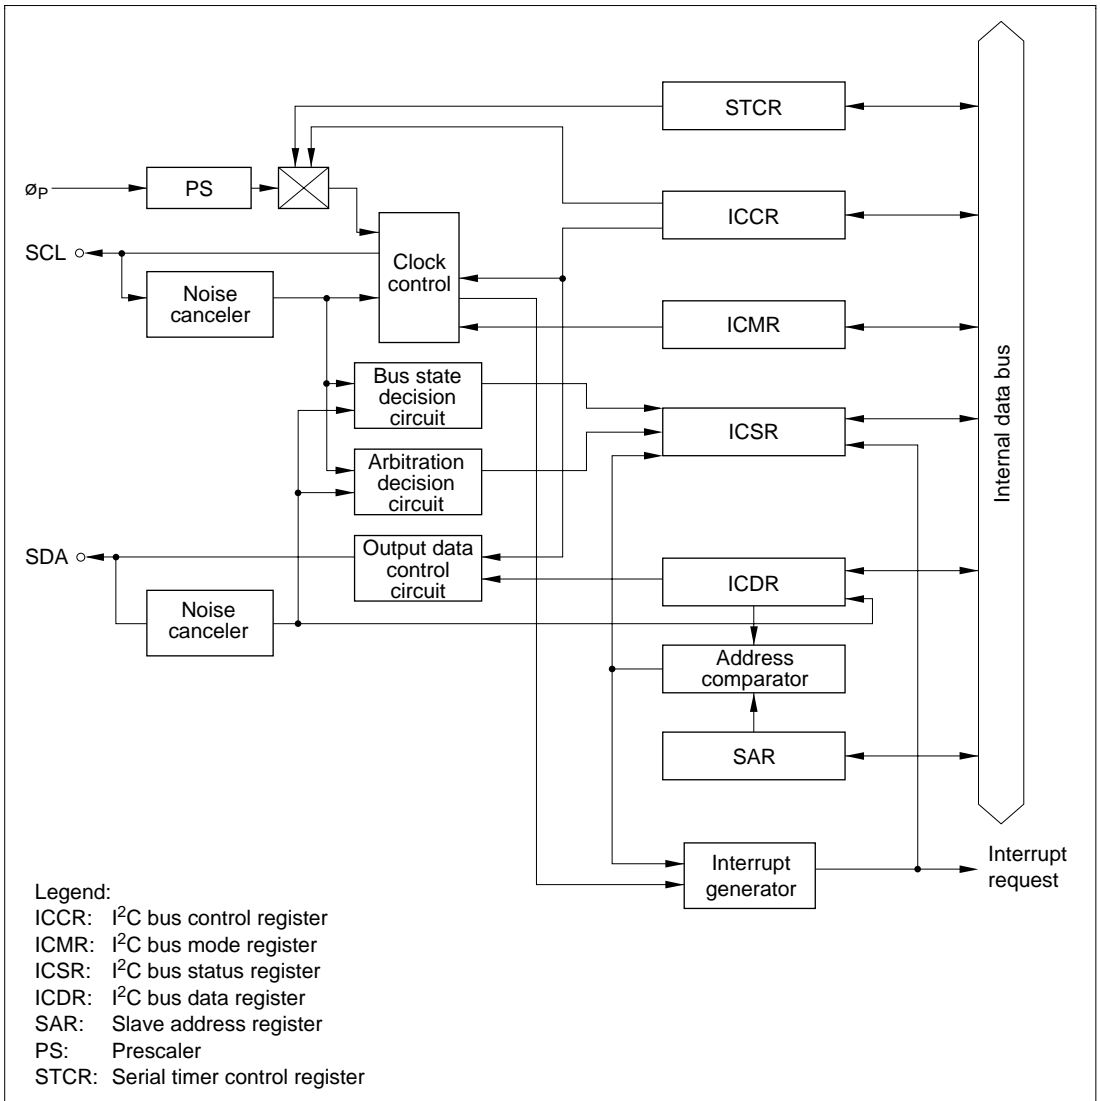 STCR
øP
PS
ICCR
SCL
Clock
control
Noise
canceler
ICMR
Bus state
decision
circuit
ICSR
Internal data bus
Arbitration
decision
circuit
SDA
Output data
control
circuit
ICDR
Noise
canceler
Address
comparator
SAR
Interrupt
generator
Interrupt
request
Legend:
ICCR: I²C bus control register
ICMR: I²C bus mode register
ICSR: I²C bus status register
ICDR: I²C bus data register
SAR: Slave address register
PS: Prescaler
STCR: Serial timer control register